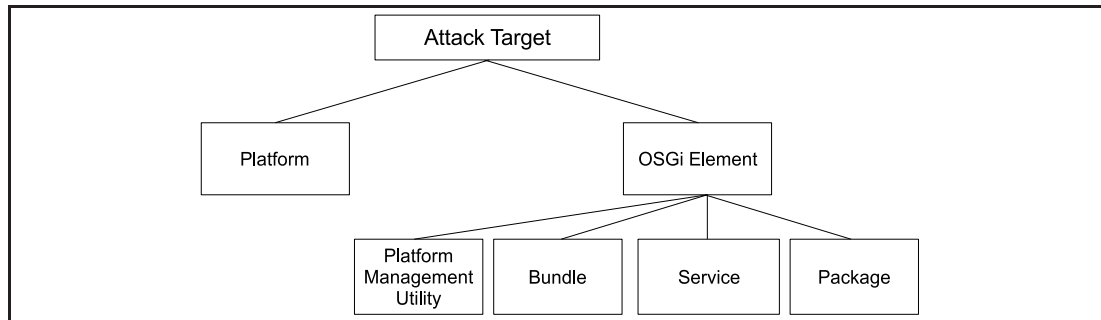 Attack Target
Platform
OSGi Element
Platform
Management
Utility
Bundle
Service
Package